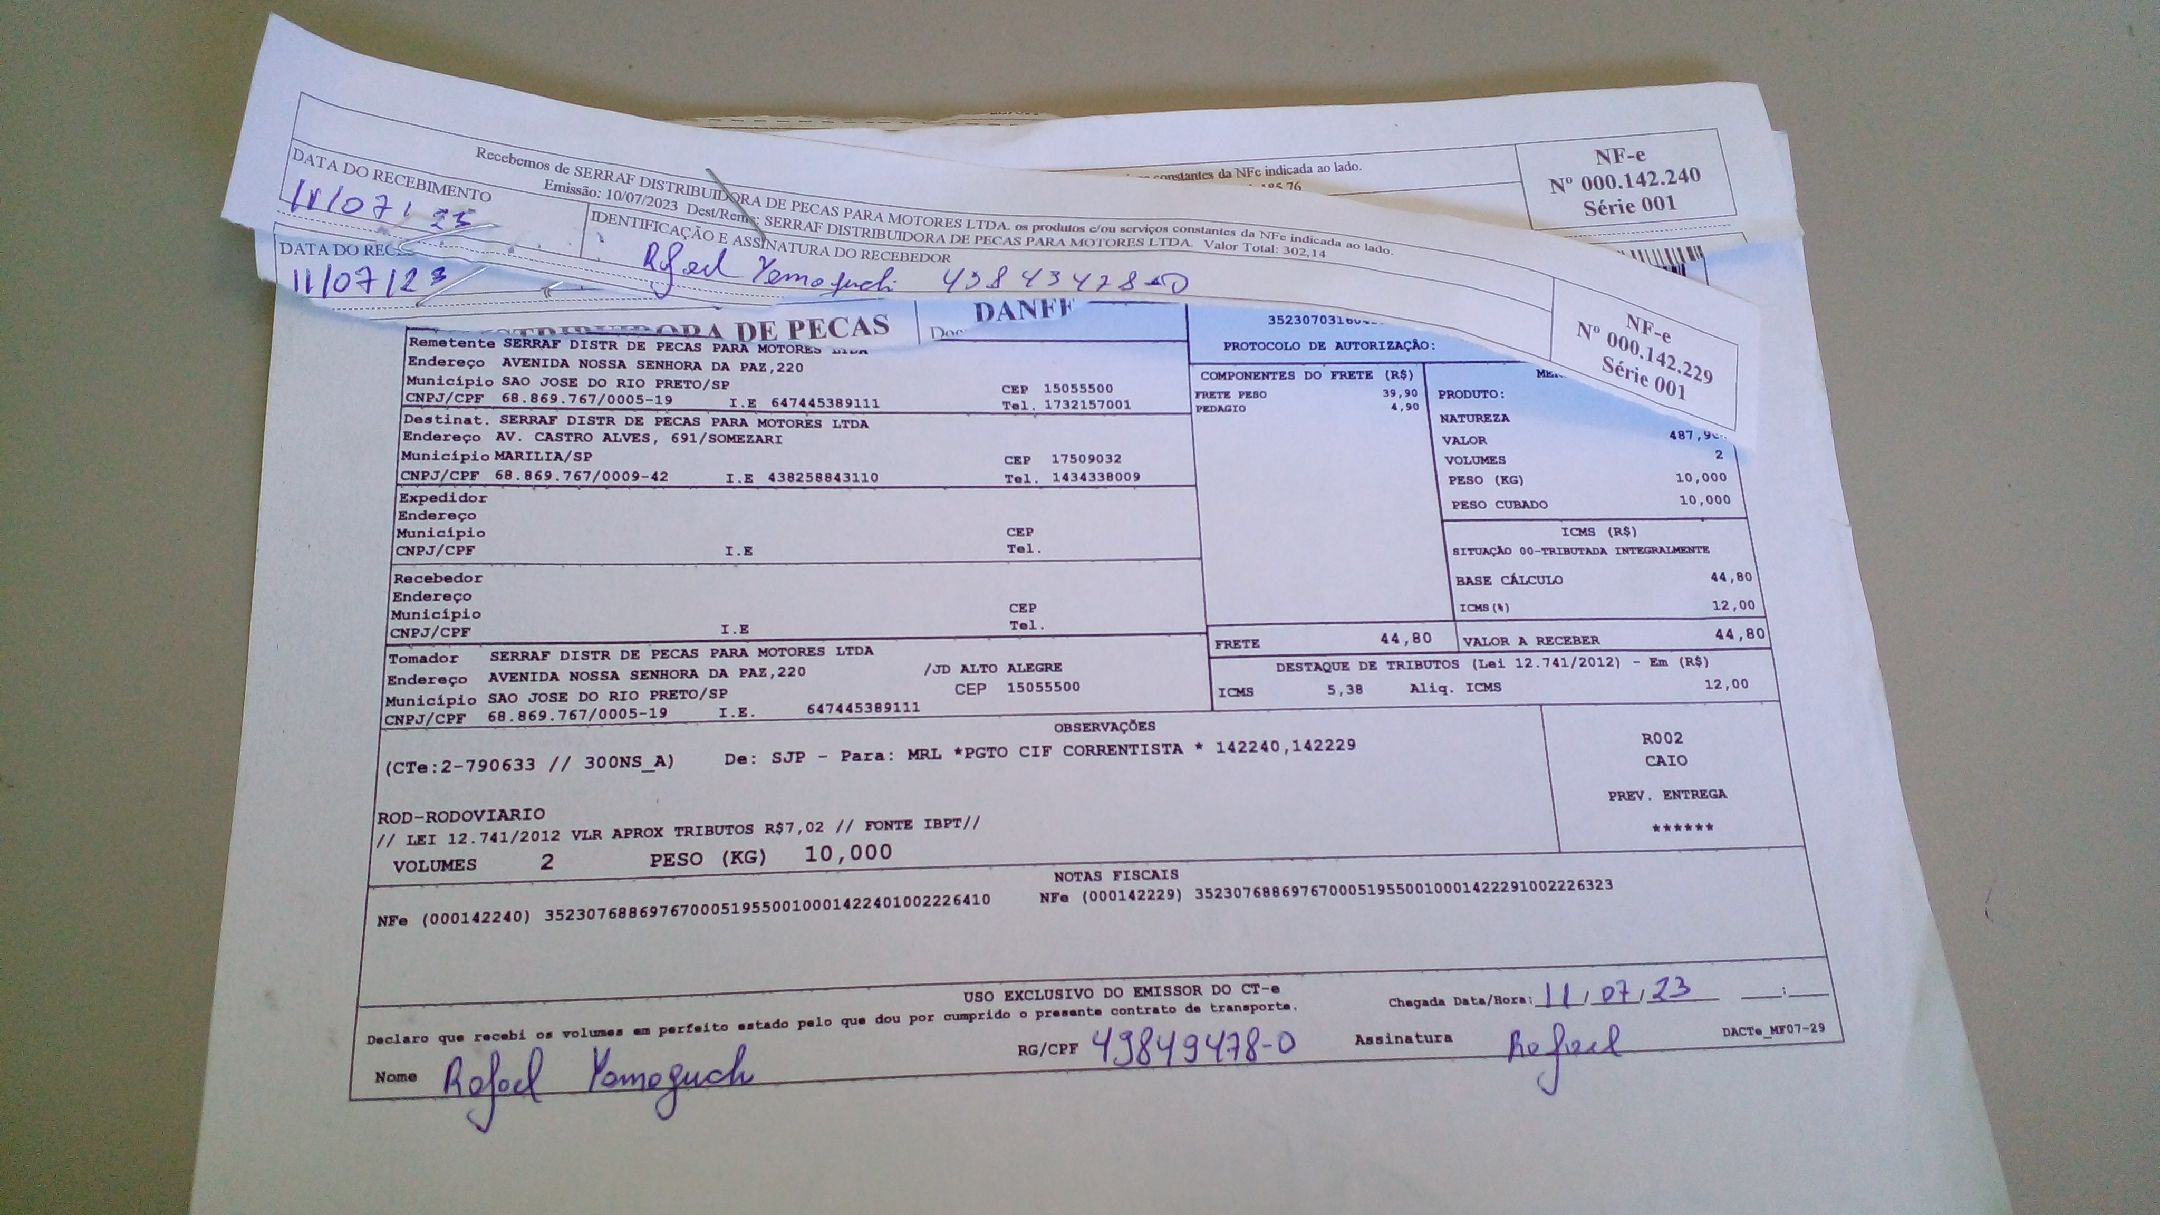 Recebemos de SERRAF DISTRIBUIDORA DE PECAS PARA MOTORES LTDA. os produtos e/ou serviços constantes da NFe indicada ao lado.
Emissão: 10/07/2023 Dest/Reme: SERRAF DISTRIBUIDORA DE PECAS PARA MOTORES LTDA. Valor Total: 302,14
DATA DO RECEBIMENTO
11/07/23
IDENTIFICAÇÃO E ASSINATURA DO RECEBEDOR
Rafael Yamaguchi
NF-e
Nº 000.142.229
Série 001
constantes da NFe indicada ao lado.
185,76
NF-e
Nº 000.142.240
Série 001
DATA DO
11/07/23
DE PECAS
DANFE
PROTOCOLO DE AUTORIZAÇÃO:
Remetente SERRAF DISTR DE PECAS PARA MOTORES LTDA
Endereço AVENIDA NOSSA SENHORA DA PAZ,220
Município SAO JOSE DO RIO PRETO/SP CEP 15055500
CNPJ/CPF 68.869.767/0005-19 I.E 647445389111 Tel. 1732157001
Destinat. SERRAF DISTR DE PECAS PARA MOTORES LTDA
Endereço AV. CASTRO ALVES, 691/SOMEZARI
Município MARILIA/SP CEP 17509032
CNPJ/CPF 68.869.767/0009-42 I.E 438258843110 Tel. 1434338009
Expedidor
Endereço
Município CEP
CNPJ/CPF I.E Tel.
Recebedor
Endereço
Município CEP
CNPJ/CPF I.E Tel.
Tomador SERRAF DISTR DE PECAS PARA MOTORES LTDA
Endereço AVENIDA NOSSA SENHORA DA PAZ,220 /JD ALTO ALEGRE
Município SAO JOSE DO RIO PRETO/SP CEP 15055500
CNPJ/CPF 68.869.767/0005-19 I.E. 647445389111
COMPONENTES DO FRETE (R$)
FRETE PESO 39,90
PEDAGIO 4,90
FRETE 44,80
PRODUTO:
NATUREZA
VALOR
VOLUMES 2
PESO (KG) 10,000
PESO CUBADO 10,000
ICMS (R$)
SITUAÇÃO 00-TRIBUTADA INTEGRALMENTE
BASE CÁLCULO 44,80
ICMS(%) 12,00
VALOR A RECEBER 44,80
DESTAQUE DE TRIBUTOS (Lei 12.741/2012) - Em (R$)
ICMS 5,38 Aliq. ICMS 12,00
OBSERVAÇÕES
(CTe:2-790633 // 300NS_A) De: SJP - Para: MRL *PGTO CIF CORRENTISTA * 142240,142229
ROD-RODOVIARIO
// LEI 12.741/2012 VLR APROX TRIBUTOS R$7,02 // FONTE IBPT//
VOLUMES 2 PESO (KG) 10,000
R002
CAIO
PREV. ENTREGA
******
NOTAS FISCAIS
NFe (000142240) 35230768869767000519550010001422401002226410 NFe (000142229) 35230768869767000519550010001422291002226323
USO EXCLUSIVO DO EMISSOR DO CT-e
Declaro que recebi os volumes em perfeito estado pelo que dou por cumprido o presente contrato de transporte.
Chegada Data/Hora: 11/07/23 __:__
Nome Rafael Yamaguchi RG/CPF 49849478-0 Assinatura Rafael
DACTe_MF07-29